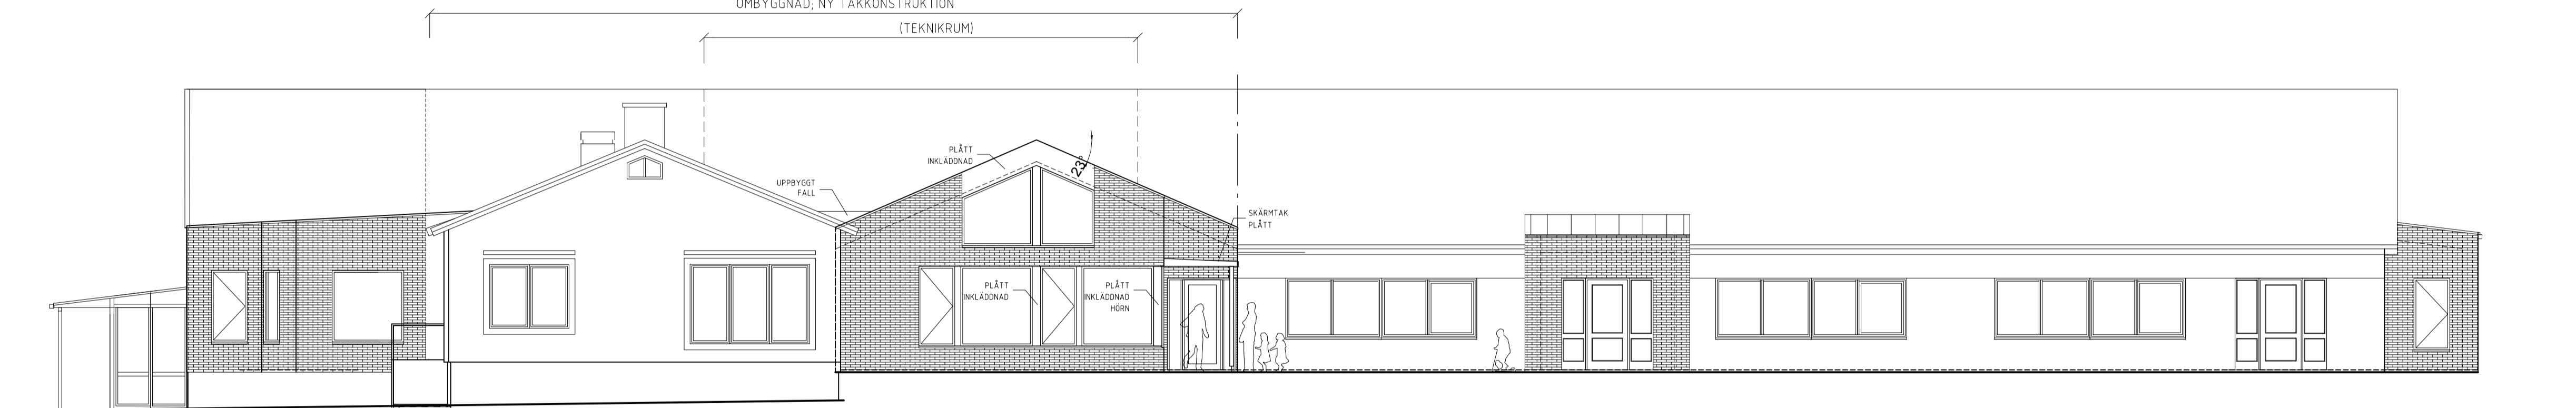 OMBYGGNAD; NY TAKKONSTRUKTION
(TEKNIKRUM)
PLÅTT
INKLÄDDNAD
23°
UPPBYGGT
FALL
SKÄRMTAK
PLÅTT
PLÅTT
INKLÄDDNAD
PLÅTT
INKLÄDDNAD
HÖRN